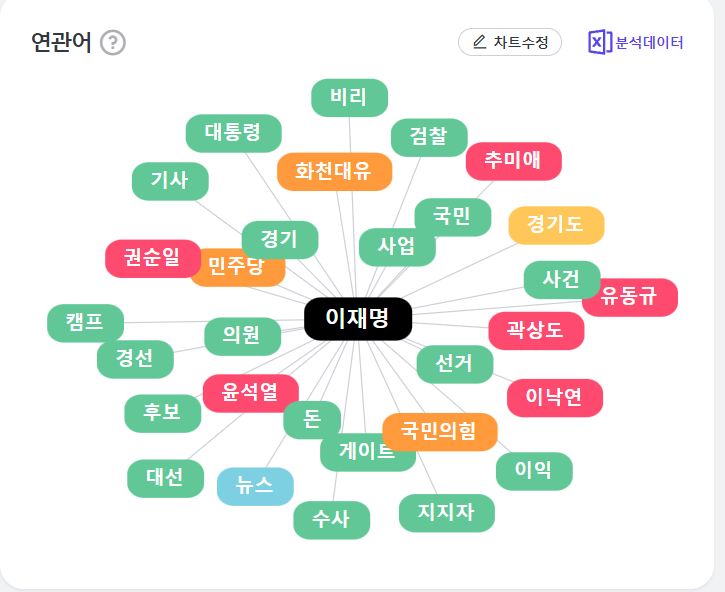 연관어 ?
차트수정
분석데이터
비리
대통령
검찰
추미애
화천대유
기사
국민
경기도
경기
사업
권순일
민주당
사건
유동규
이재명
캠프
곽상도
의원
경선
선거
윤석열
이낙연
후보
돈
국민의힘
게이트
이익
대선
뉴스
지지자
수사